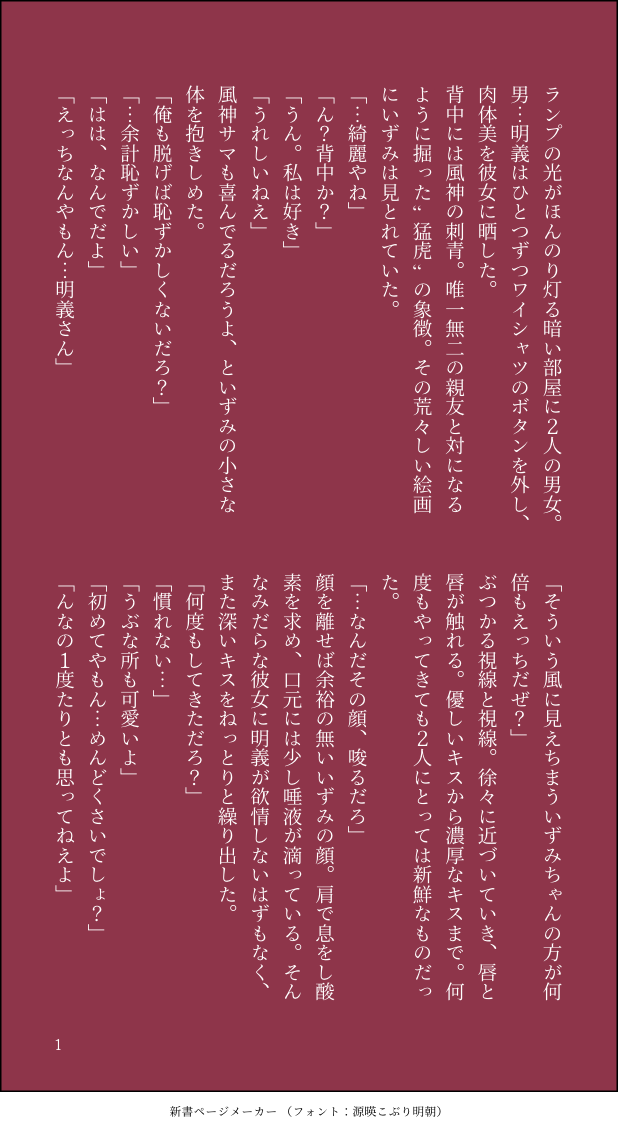 ランプの光がほんのり灯る暗い部屋に２人の男女。
男…明義はひとつずつワイシャツのボタンを外し、
肉体美を彼女に晒した。
背中には風神の刺青。唯一無二の親友と対になる
ように掘った“猛虎“の象徴。その荒々しい絵画
にいずみは見とれていた。
「…綺麗やね」
「ん？背中か？」
「うん。私は好き」
「うれしいねえ」
風神サマも喜んでるだろうよ、といずみの小さな
体を抱きしめた。
「俺も脱げば恥ずかしくないだろ？」
「…余計恥ずかしい」
「はは、なんでだよ」
「えっちなんやもん…明義さん」
「そういう風に見えちまういずみちゃんの方が何
倍もえっちだぜ？」
ぶつかる視線と視線。徐々に近づいていき、唇と
唇が触れる。優しいキスから濃厚なキスまで。何
度もやってきても２人にとっては新鮮なものだっ
た。
「…なんだその顔、唆るだろ」
顔を離せば余裕の無いいずみの顔。肩で息をし酸
素を求め、口元には少し唾液が滴っている。そん
なみだらな彼女に明義が欲情しないはずもなく、
また深いキスをねっとりと繰り出した。
「何度もしてきただろ？」
「慣れない…」
「うぶな所も可愛いよ」
「初めてやもん…めんどくさいでしょ？」
「んなの１度たりとも思ってねえよ」
1
新書ページメーカー（フォント：源暎こぶり明朝）